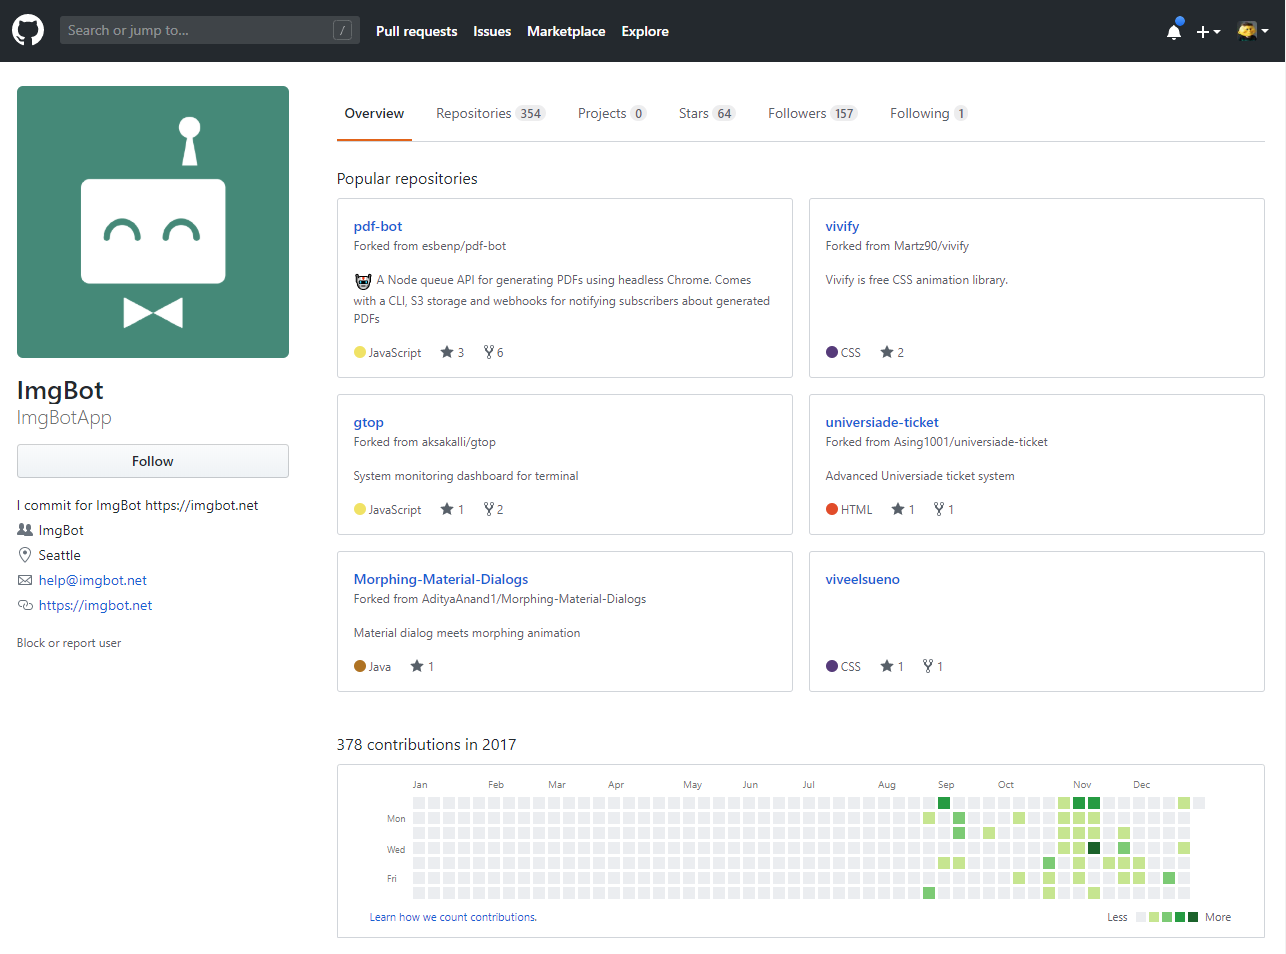 Search or jump to... / Pull requests Issues Marketplace Explore
Overview Repositories 354 Projects 0 Stars 64 Followers 157 Following 1
ImgBot
ImgBotApp
Follow
I commit for ImgBot https://imgbot.net
ImgBot
Seattle
help@imgbot.net
https://imgbot.net
Block or report user
Popular repositories
pdf-bot
Forked from esbenp/pdf-bot
A Node queue API for generating PDFs using headless Chrome. Comes
with a CLI, S3 storage and webhooks for notifying subscribers about generated
PDFs
JavaScript 3 6
vivify
Forked from Martz90/vivify
Vivify is free CSS animation library.
CSS 2
gtop
Forked from aksakalli/gtop
System monitoring dashboard for terminal
JavaScript 1 2
universiade-ticket
Forked from Asing1001/universiade-ticket
Advanced Universiade ticket system
HTML 1 1
Morphing-Material-Dialogs
Forked from AdityaAnand1/Morphing-Material-Dialogs
Material dialog meets morphing animation
Java 1
viveelsueno
CSS 1 1
378 contributions in 2017
Jan Feb Mar Apr May Jun Jul Aug Sep Oct Nov Dec
Mon
Wed
Fri
Learn how we count contributions. Less More